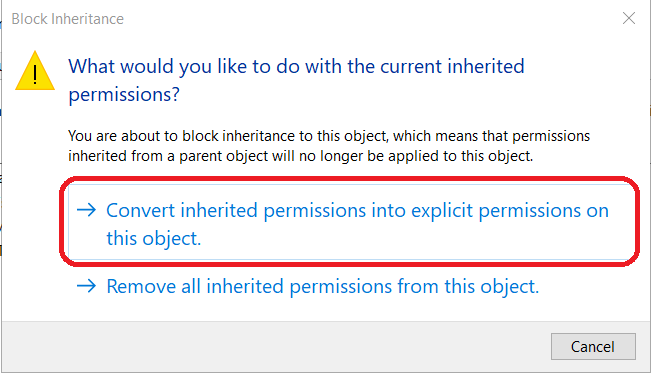 Block Inheritance
What would you like to do with the current inherited
permissions?
You are about to block inheritance to this object, which means that permissions
inherited from a parent object will no longer be applied to this object.
Convert inherited permissions into explicit permissions on
this object.
Remove all inherited permissions from this object.
Cancel